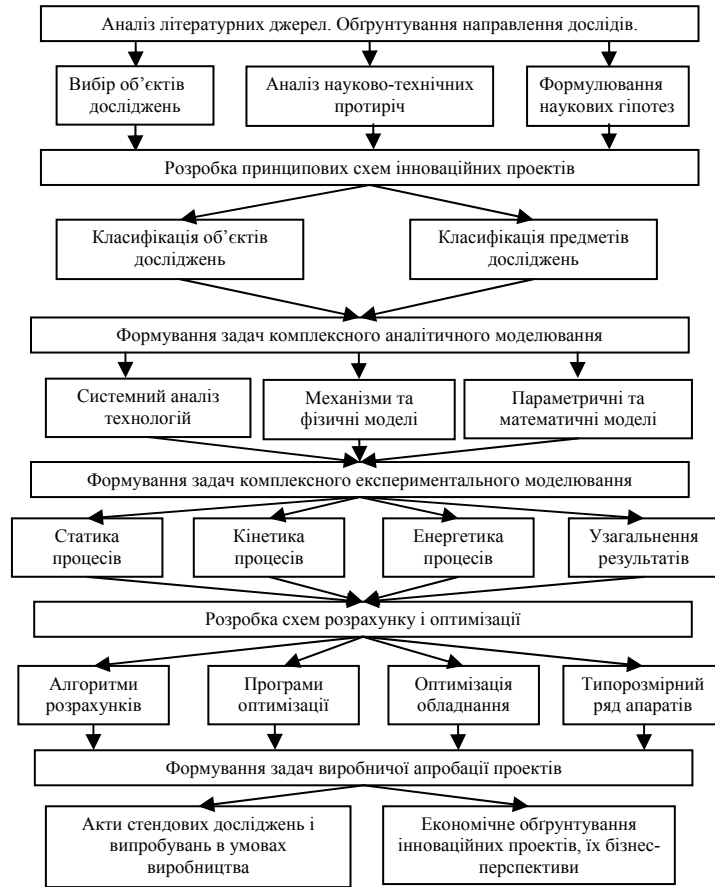 Аналіз літературних джерел. Обґрунтування направлення дослідів.
Вибір об’єктів
досліджень
Аналіз науково-технічних
протиріч
Формулювання
наукових гіпотез
Розробка принципових схем інноваційних проектів
Класифікація об’єктів
досліджень
Класифікація предметів
досліджень
Формування задач комплексного аналітичного моделювання
Системний аналіз
технологій
Механізми та
фізичні моделі
Параметричні та
математичні моделі
Формування задач комплексного експериментального моделювання
Статика
процесів
Кінетика
процесів
Енергетика
процесів
Узагальнення
результатів
Розробка схем розрахунку і оптимізації
Алгоритми
розрахунків
Програми
оптимізації
Оптимізація
обладнання
Типорозмірний
ряд апаратів
Формування задач виробничої апробації проектів
Акти стендових досліджень і
випробувань в умовах
виробництва
Економічне обґрунтування
інноваційних проектів, їх бізнес-
перспективи